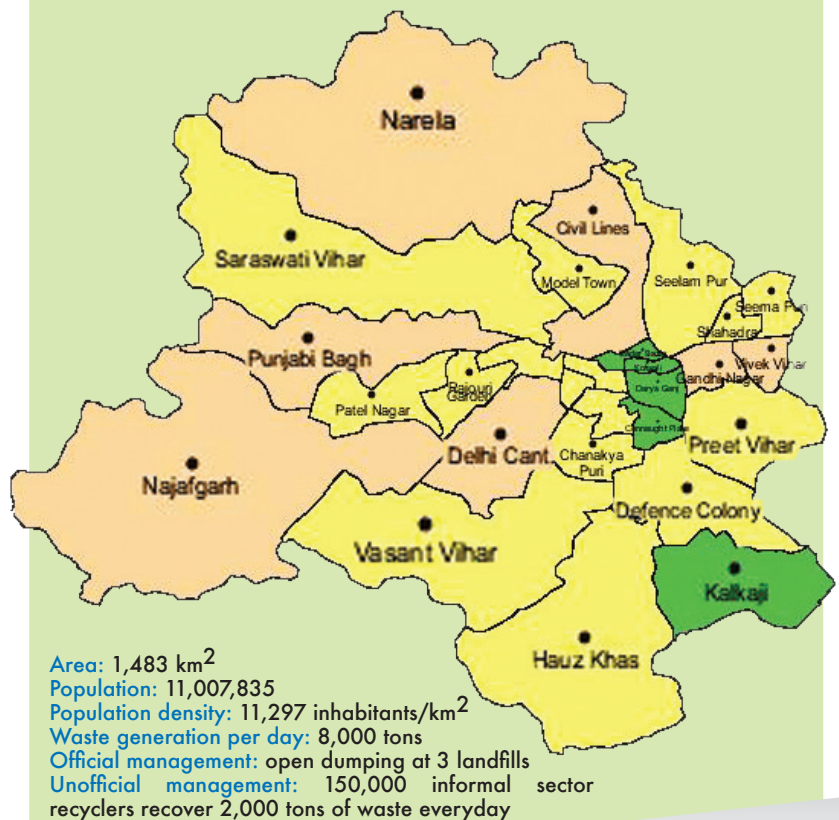 Narela
Civil Lines
Saraswati Vihar
Model Town
Seelam Pur
Seema Puri
Shahadra
Punjabi Bagh
Vivek Vihar
Gandhi Nagar
Rajouri
Garden
Patel Nagar
Darya Ganj
Connaught Place
Preet Vihar
Delhi Cant.
Chanakya
Puri
Najafgarh
Defence Colony
Vasant Vihar
Kalkaji
Hauz Khas
Area: 1,483 km²
Population: 11,007,835
Population density: 11,297 inhabitants/km²
Waste generation per day: 8,000 tons
Official management: open dumping at 3 landfills
Unofficial management: 150,000 informal sector
recyclers recover 2,000 tons of waste everyday